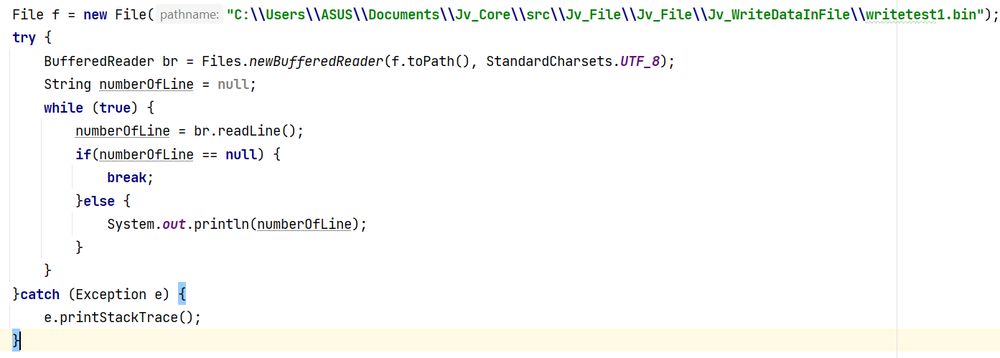 File f = new File( pathname: "C:\\Users\\ASUS\\Documents\\Jv_Core\\src\\Jv_File\\Jv_File\\Jv_WriteDataInFile\\writetest1.bin");
try {
    BufferedReader br = Files.newBufferedReader(f.toPath(), StandardCharsets.UTF_8);
    String numberOfLine = null;
    while (true) {
        numberOfLine = br.readLine();
        if(numberOfLine == null) {
            break;
        }else {
            System.out.println(numberOfLine);
        }
    }
}catch (Exception e) {
    e.printStackTrace();
}